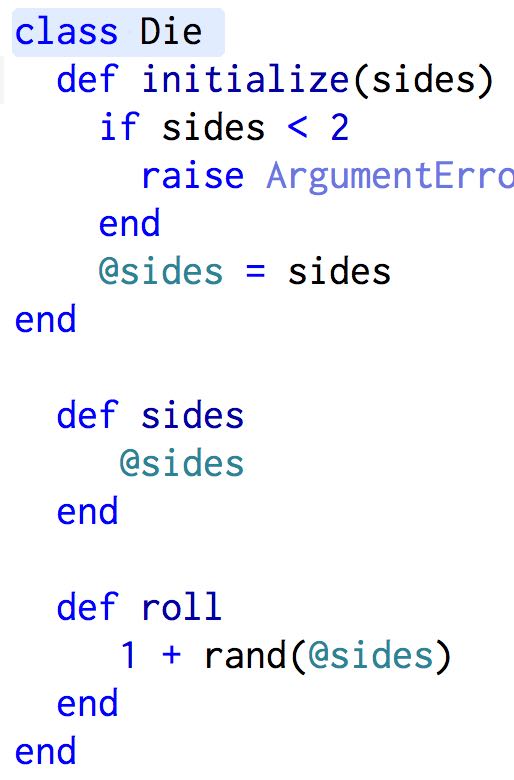 class Die
  def initialize(sides)
    if sides < 2
      raise ArgumentErro
    end
    @sides = sides
end

  def sides
     @sides
  end

  def roll
     1 + rand(@sides)
  end
end